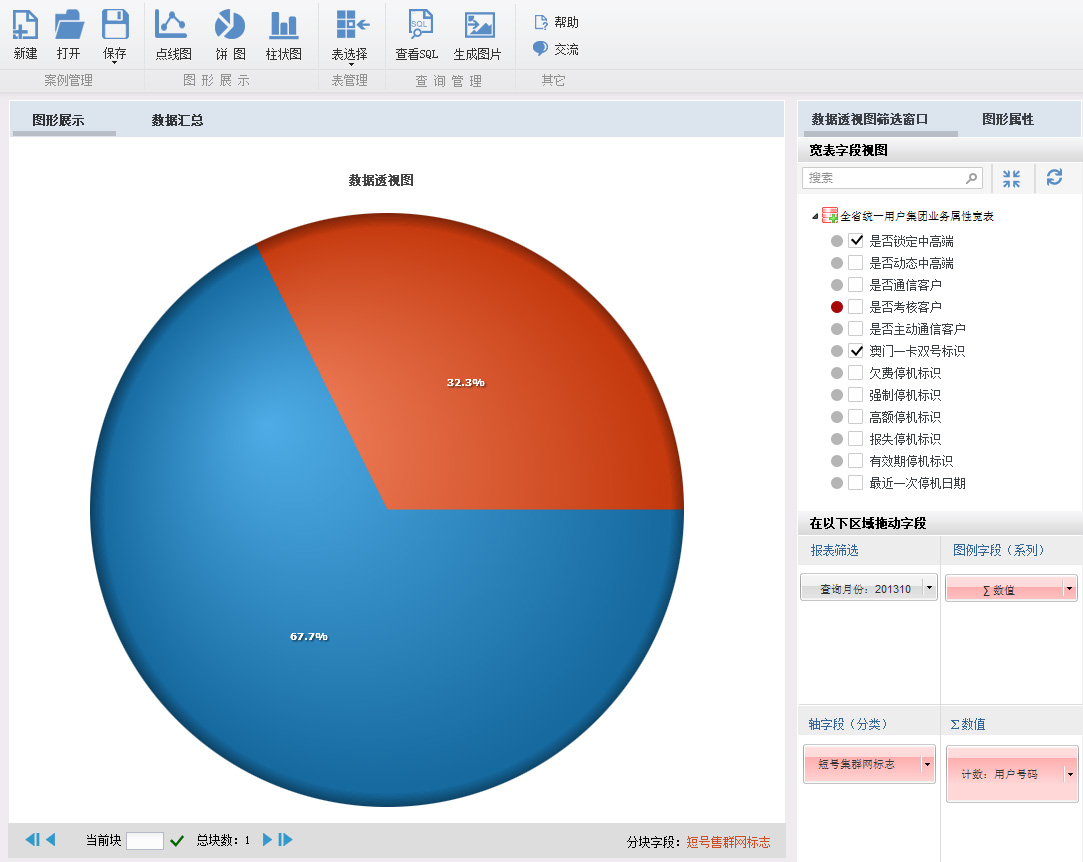 新建 打开 保存 点线图 饼 图 柱状图 表选择 SQL 查看SQL 生成图片 帮助
交流
案例管理 图 形 展 示 表管理 查 询 管 理 其它
图形展示 数据汇总
数据透视图
32.3%
67.7%
当前块 总块数：1 分块字段：短号售群网标志
数据透视图筛选窗口 图形属性
宽表字段视图
搜索
全省统一用户集团业务属性宽表
是否锁定中高端
是否动态中高端
是否通信客户
是否考核客户
是否主动通信客户
澳门一卡双号标识
欠费停机标识
强制停机标识
高额停机标识
报失停机标识
有效期停机标识
最近一次停机日期
在以下区域拖动字段
报表筛选 图例字段（系列）
查询月份：201310 ∑ 数值
轴字段（分类） ∑数值
短号集群网标志 计数：用户号码